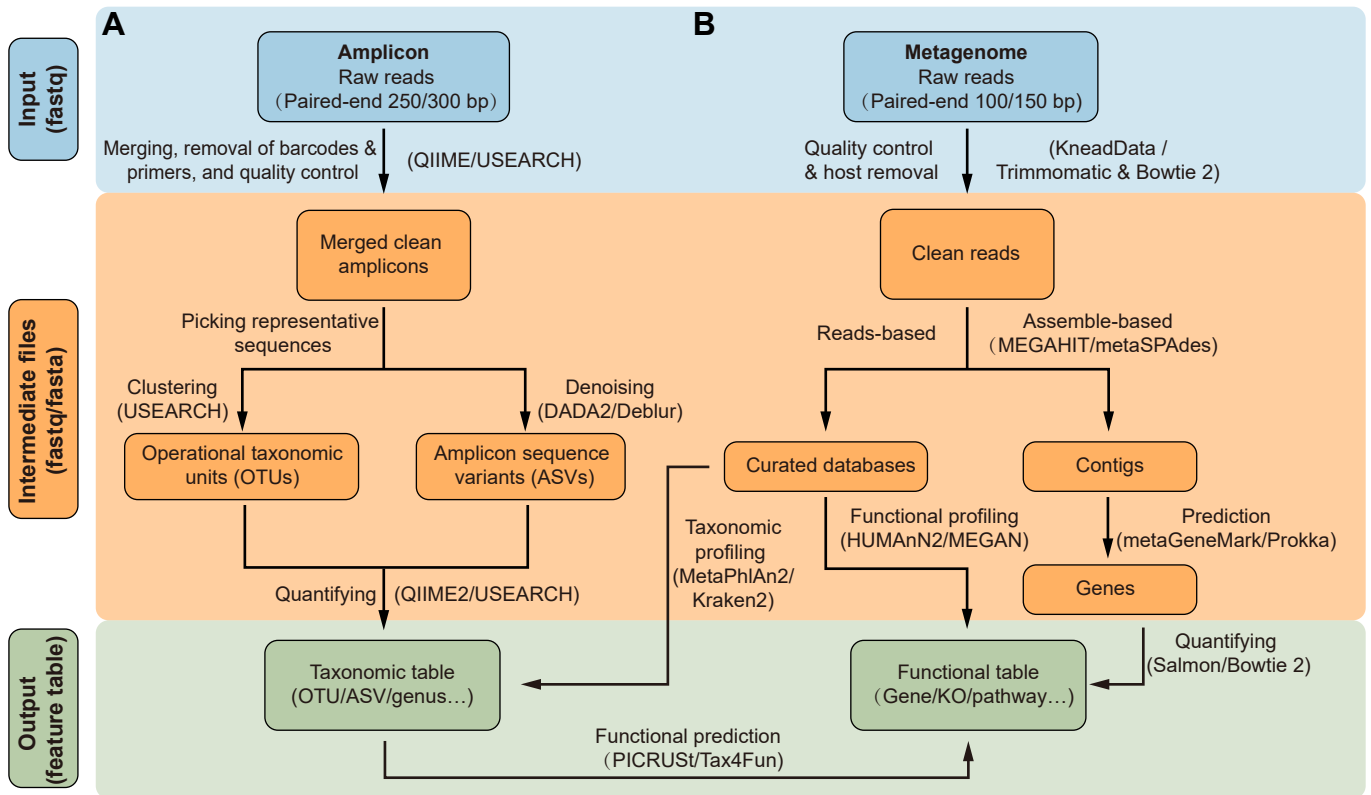 A
B
Input
(fastq)
Amplicon
Raw reads
（Paired-end 250/300 bp）
Metagenome
Raw reads
（Paired-end 100/150 bp)
Merging, removal of barcodes &
primers, and quality control
(QIIME/USEARCH)
Quality control
& host removal
(KneadData /
Trimmomatic & Bowtie 2)
Intermediate files
(fastq/fasta)
Merged clean
amplicons
Clean reads
Picking representative
sequences
Reads-based
Assemble-based
（MEGAHIT/metaSPAdes)
Clustering
(USEARCH)
Denoising
(DADA2/Deblur)
Operational taxonomic
units (OTUs)
Amplicon sequence
variants (ASVs)
Curated databases
Contigs
Taxonomic
profiling
(MetaPhlAn2/
Kraken2)
Functional profiling
(HUMAnN2/MEGAN)
Prediction
(metaGeneMark/Prokka)
Genes
Quantifying
(QIIME2/USEARCH)
Output
(feature table)
Taxonomic table
(OTU/ASV/genus…)
Functional table
（Gene/KO/pathway…)
Quantifying
(Salmon/Bowtie 2)
Functional prediction
（PICRUSt/Tax4Fun)